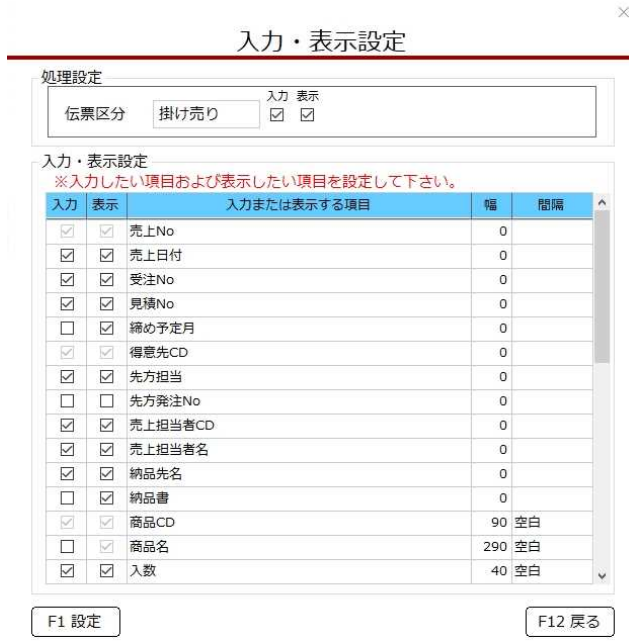 入力・表示設定
処理設定
入力 表示
伝票区分 掛け売り
入力・表示設定
※入力したい項目および表示したい項目を設定して下さい。
入力 表示 入力または表示する項目 幅 間隔
売上No 0
売上日付 0
受注No 0
見積No 0
締め予定月 0
得意先CD 0
先方担当 0
先方発注No 0
売上担当者CD 0
売上担当者名 0
納品先名 0
納品書 0
商品CD 90 空白
商品名 290 空白
入数 40 空白
F1 設定 F12 戻る